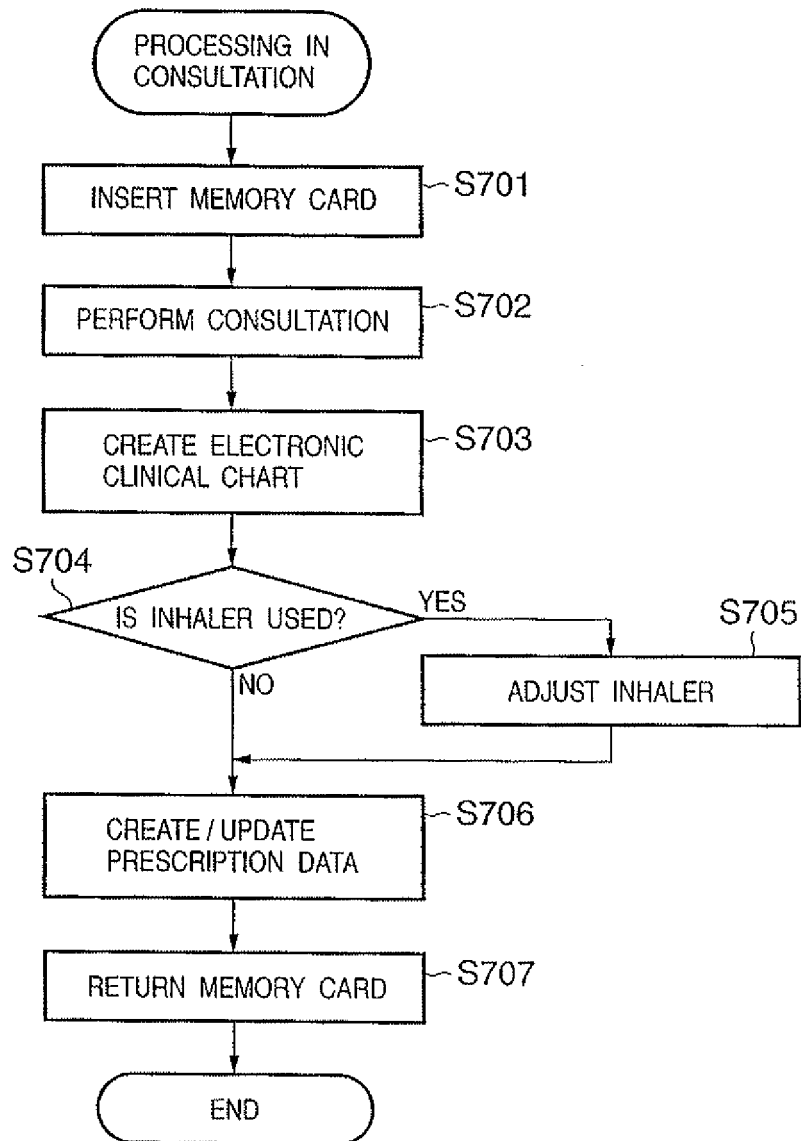 PROCESSING IN
CONSULTATION
INSERT MEMORY CARD
S701
PERFORM CONSULTATION
S702
CREATE ELECTRONIC
CLINICAL CHART
S703
S704
IS INHALER USED?
YES
NO
S705
ADJUST INHALER
CREATE / UPDATE
PRESCRIPTION DATA
S706
RETURN MEMORY CARD
S707
END